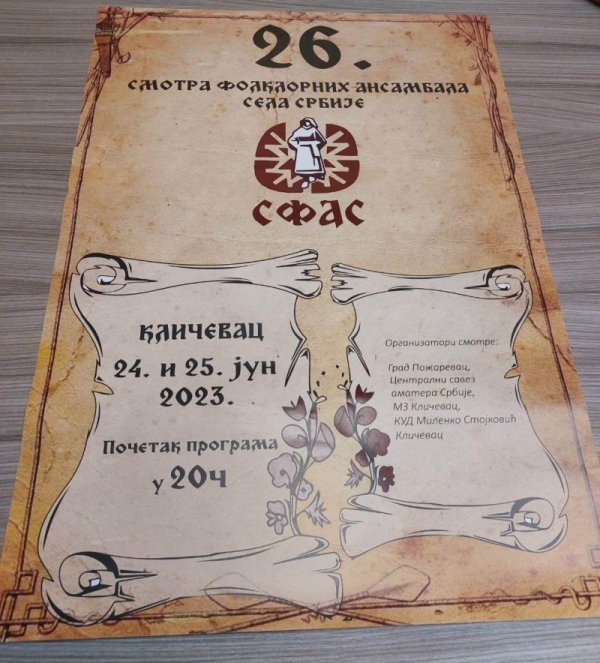 26.
СМОТРА ФОЛКЛОРНИХ АНСАМБАЛА
СЕЛА СРБИЈЕ
СФАС
КЛИЧЕВАЦ
24. и 25. јун
2023.
Почетак програма
у 20ч
Организатори смотре:
Град Пожаревац,
Централни савез
аматера Србије,
МЗ Кличевац,
КУД Миленко Стојковић
Кличевац